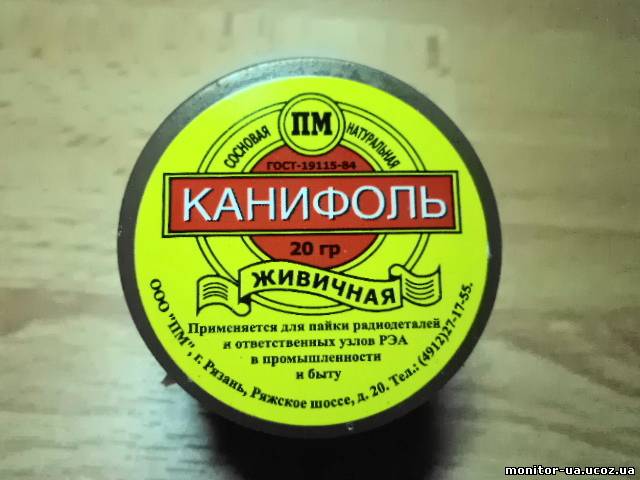 ПМ
СОСНОВАЯ НАТУРАЛЬНАЯ
ГОСТ-19115-84
КАНИФОЛЬ
20 гр
ЖИВИЧНАЯ
Применяется для пайки радиодеталей
и ответственных узлов РЭА
в промышленности
и быту
ООО "ПМ", г. Рязань, Ряжское шоссе, д. 20. Тел.: (4912)27-17-55.
monitor-ua.ucoz.ua